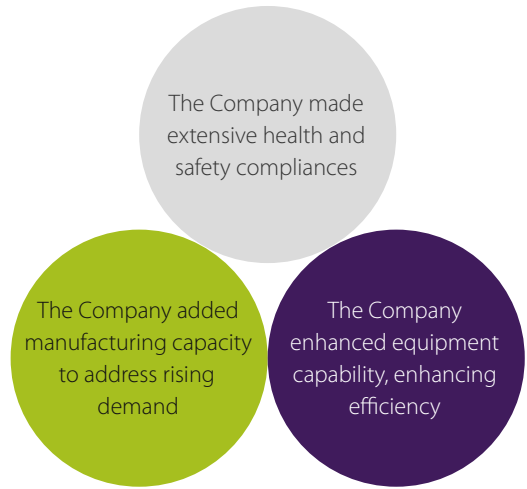 The Company made
extensive health and
safety compliances
The Company added
manufacturing capacity
to address rising
demand
The Company
enhanced equipment
capability, enhancing
efficiency